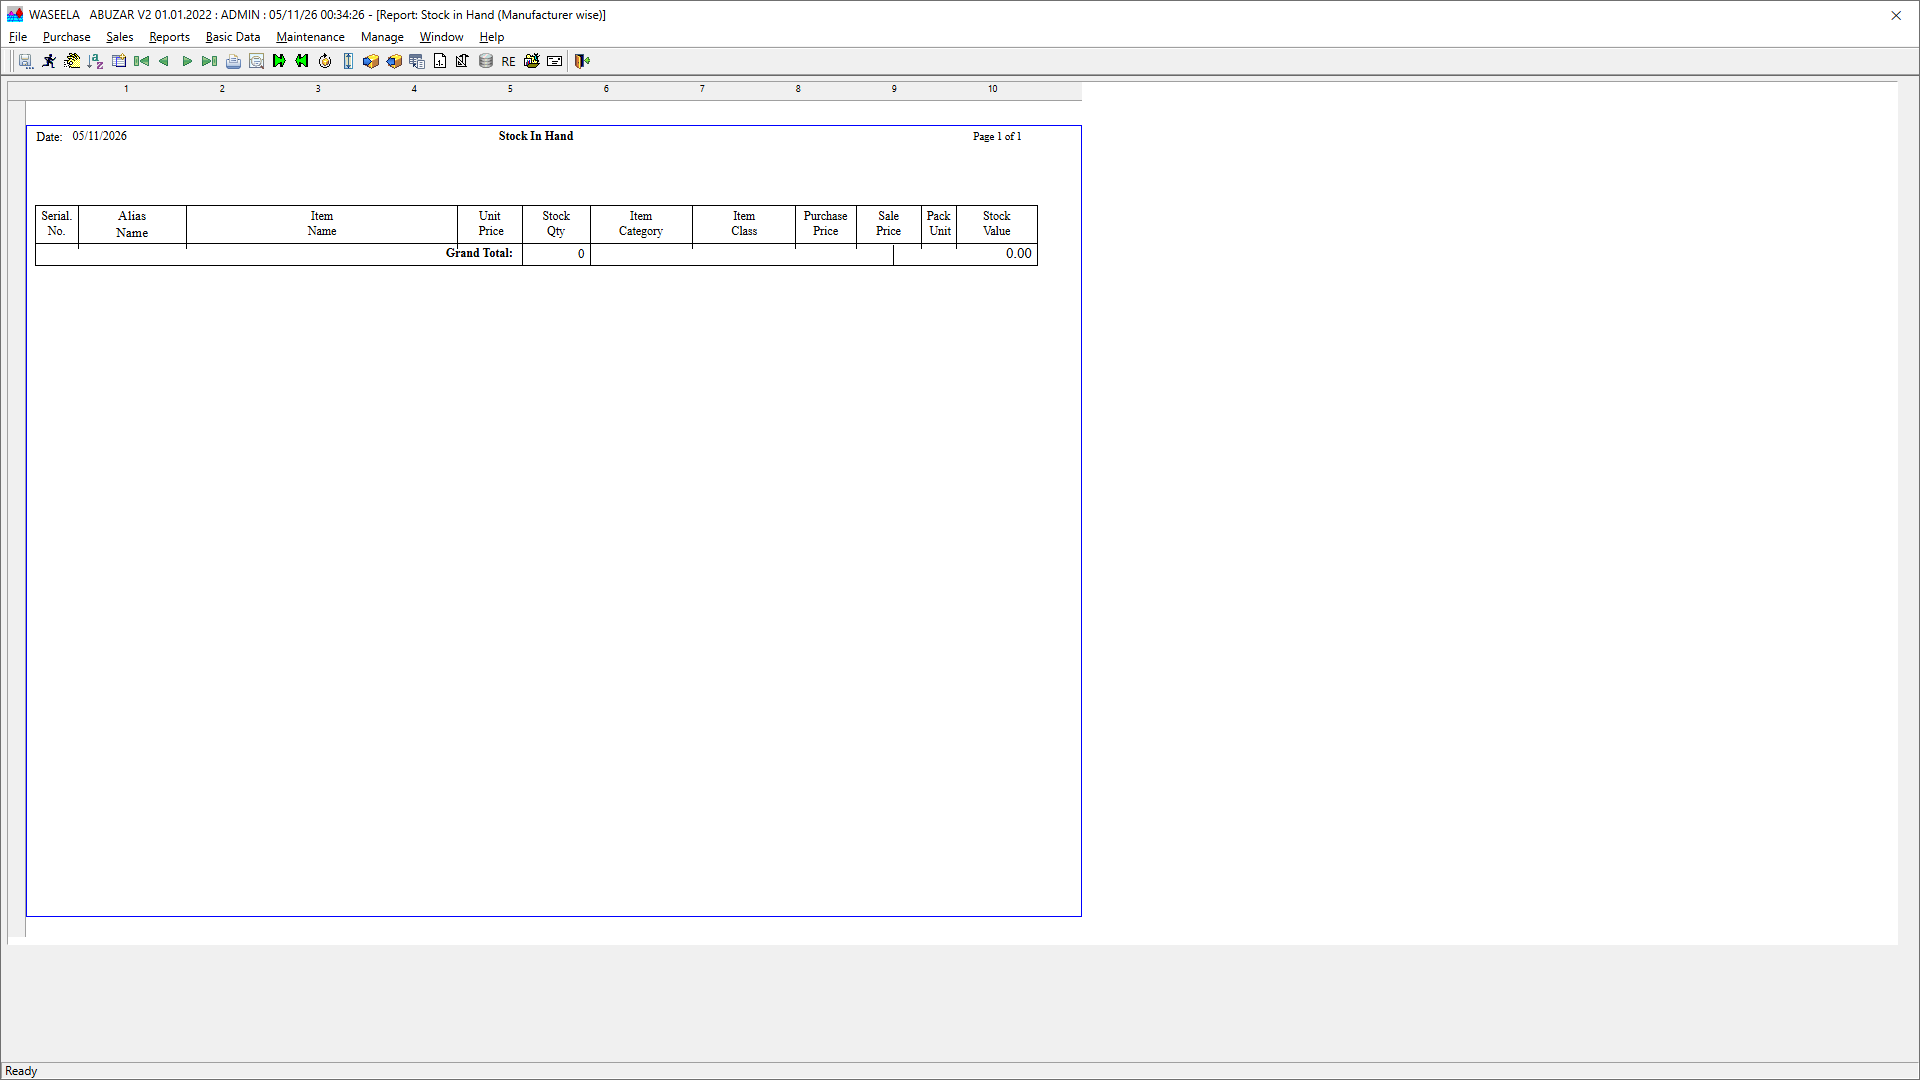 WASEELA   ABUZAR V2 01.01.2022 : ADMIN : 05/11/26 00:34:26 - [Report: Stock in Hand (Manufacturer wise)]
File Purchase Sales Reports Basic Data Maintenance Manage Window Help
RE
1 2 3 4 5 6 7 8 9 10
Date: 05/11/2026 Stock In Hand Page 1 of 1
Serial. Alias Item Unit Stock Item Item Purchase Sale Pack Stock
No. Name Name Price Qty Category Class Price Price Unit Value
Grand Total: 0 0.00
Ready